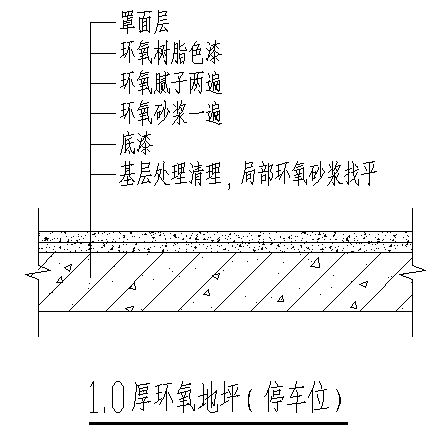 罩面层
环氧树脂色漆
环氧腻子两遍
环氧砂浆一遍
底漆
基层处理清理，局部环氧砂浆找平
1.0厚环氧地坪(停车位)